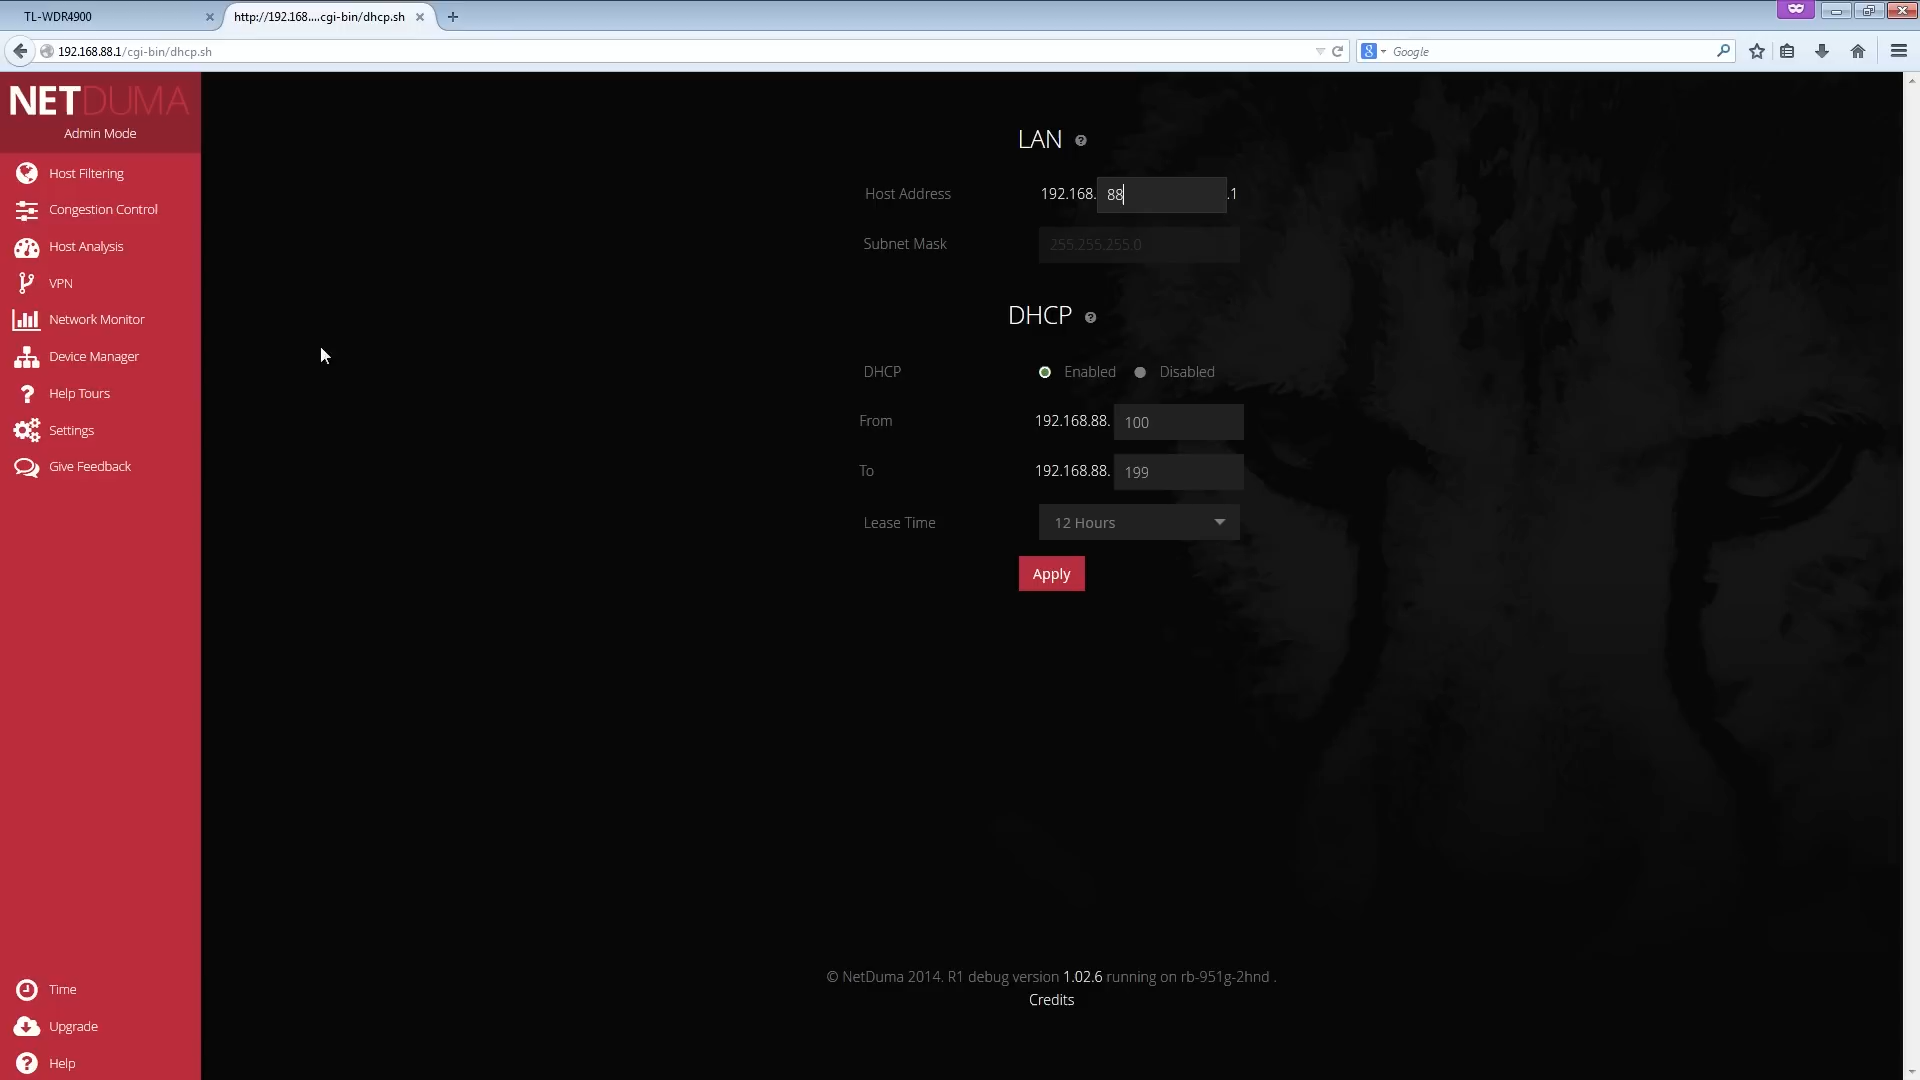 TL-WDR4900
http://192.168....cgi-bin/dhcp.sh
192.168.88.1/cgi-bin/dhcp.sh
Google
NETDUMA
Admin Mode
Host Filtering
Congestion Control
Host Analysis
VPN
Network Monitor
Device Manager
Help Tours
Settings
Give Feedback
Time
Upgrade
Help
LAN
Host Address 192.168. 88 .1
Subnet Mask 255.255.255.0
DHCP
DHCP Enabled Disabled
From 192.168.88. 100
To 192.168.88. 199
Lease Time 12 Hours
Apply
© NetDuma 2014. R1 debug version 1.02.6 running on rb-951g-2hnd .
Credits